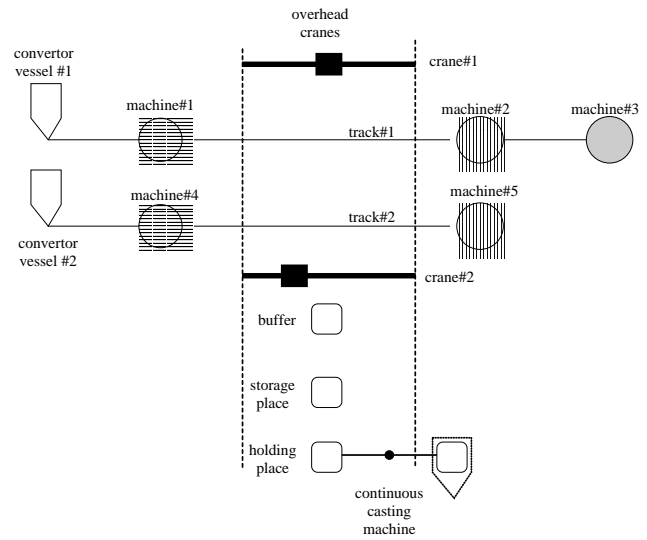 overhead
cranes
convertor
vessel #1
crane#1
machine#1
machine#2
machine#3
track#1
machine#4
machine#5
track#2
convertor
vessel #2
crane#2
buffer
storage
place
holding
place
continuous
casting
machine